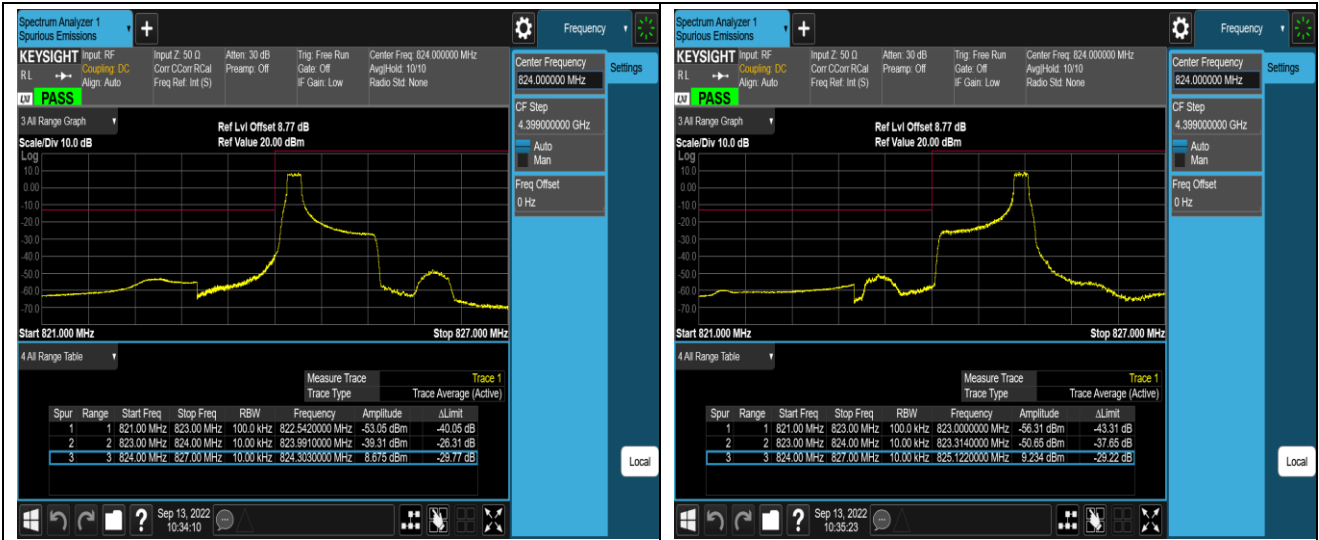 Spectrum Analyzer 1
Spurious Emissions
+
Frequency
KEYSIGHT Input: RF Input Z: 50 Ω Atten: 30 dB Trig: Free Run Center Freq: 824.000000 MHz
RL Coupling: DC Corr CCorr RCal Preamp: Off Gate: Off Avg|Hold: 10/10
Align: Auto Freq Ref: Int (S) IF Gain: Low Radio Std: None
PASS
Center Frequency
824.000000 MHz
Settings
CF Step
4.399000000 GHz
Auto
Man
Freq Offset
0 Hz
3 All Range Graph
Ref Lvl Offset 8.77 dB
Scale/Div 10.0 dB Ref Value 20.00 dBm
Log
10.0
0.00
-10.0
-20.0
-30.0
-40.0
-50.0
-60.0
-70.0
Start 821.000 MHz Stop 827.000 MHz
4 All Range Table
Measure Trace Trace 1
Trace Type Trace Average (Active)
Spur Range Start Freq Stop Freq RBW Frequency Amplitude ΔLimit
1 1 821.00 MHz 823.00 MHz 100.0 kHz 822.5420000 MHz -53.05 dBm -40.05 dB
2 2 823.00 MHz 824.00 MHz 10.00 kHz 823.9910000 MHz -39.31 dBm -26.31 dB
3 3 824.00 MHz 827.00 MHz 10.00 kHz 824.3030000 MHz 8.675 dBm -29.77 dB
Local
?
Sep 13, 2022
10:34:10
Spectrum Analyzer 1
Spurious Emissions
+
Frequency
KEYSIGHT Input: RF Input Z: 50 Ω Atten: 30 dB Trig: Free Run Center Freq: 824.000000 MHz
RL Coupling: DC Corr CCorr RCal Preamp: Off Gate: Off Avg|Hold: 10/10
Align: Auto Freq Ref: Int (S) IF Gain: Low Radio Std: None
PASS
Center Frequency
824.000000 MHz
Settings
CF Step
4.399000000 GHz
Auto
Man
Freq Offset
0 Hz
3 All Range Graph
Ref Lvl Offset 8.77 dB
Scale/Div 10.0 dB Ref Value 20.00 dBm
Log
10.0
0.00
-10.0
-20.0
-30.0
-40.0
-50.0
-60.0
-70.0
Start 821.000 MHz Stop 827.000 MHz
4 All Range Table
Measure Trace Trace 1
Trace Type Trace Average (Active)
Spur Range Start Freq Stop Freq RBW Frequency Amplitude ΔLimit
1 1 821.00 MHz 823.00 MHz 100.0 kHz 823.0000000 MHz -56.31 dBm -43.31 dB
2 2 823.00 MHz 824.00 MHz 10.00 kHz 823.3140000 MHz -50.65 dBm -37.65 dB
3 3 824.00 MHz 827.00 MHz 10.00 kHz 825.1220000 MHz 9.234 dBm -29.22 dB
Local
?
Sep 13, 2022
10:35:23